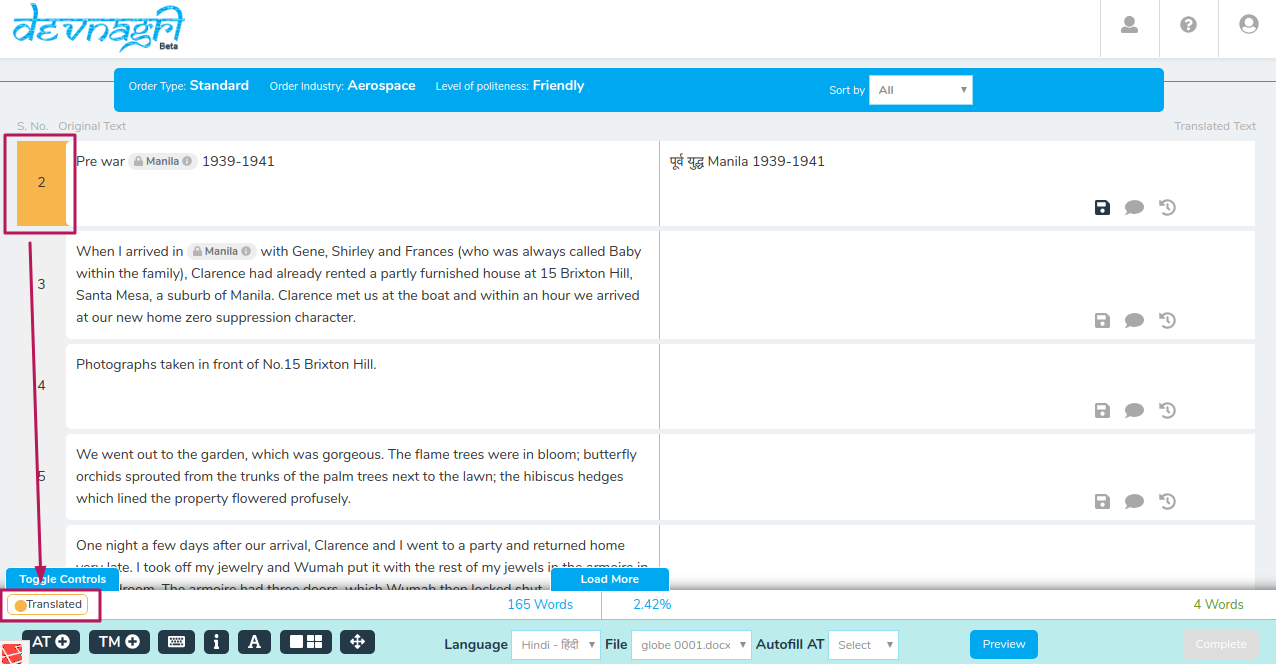 devnagri
Beta
Order Type: Standard Order Industry: Aerospace Level of politeness: Friendly Sort by All
S. No. Original Text Translated Text
2 Pre war Manila 1939-1941 पूर्व युद्ध Manila 1939-1941
When I arrived in Manila with Gene, Shirley and Frances (who was always called Baby
within the family), Clarence had already rented a partly furnished house at 15 Brixton Hill,
3
Santa Mesa, a suburb of Manila. Clarence met us at the boat and within an hour we arrived
at our new home zero suppression character.
Photographs taken in front of No.15 Brixton Hill.
4
We went out to the garden, which was gorgeous. The flame trees were in bloom; butterfly
5 orchids sprouted from the trunks of the palm trees next to the lawn; the hibiscus hedges
which lined the property flowered profusely.
One night a few days after our arrival, Clarence and I went to a party and returned home
very late. I took off my jewelry and Wumah put it with the rest of my jewels in the armoire in
The armoire had three doors, which Wumah then locked shut
Toggle Controls Load More
Translated 165 Words 2.42% 4 Words
AT TM A Language Hindi - हिंदी File globe 0001.docx Autofill AT Select Preview Complete